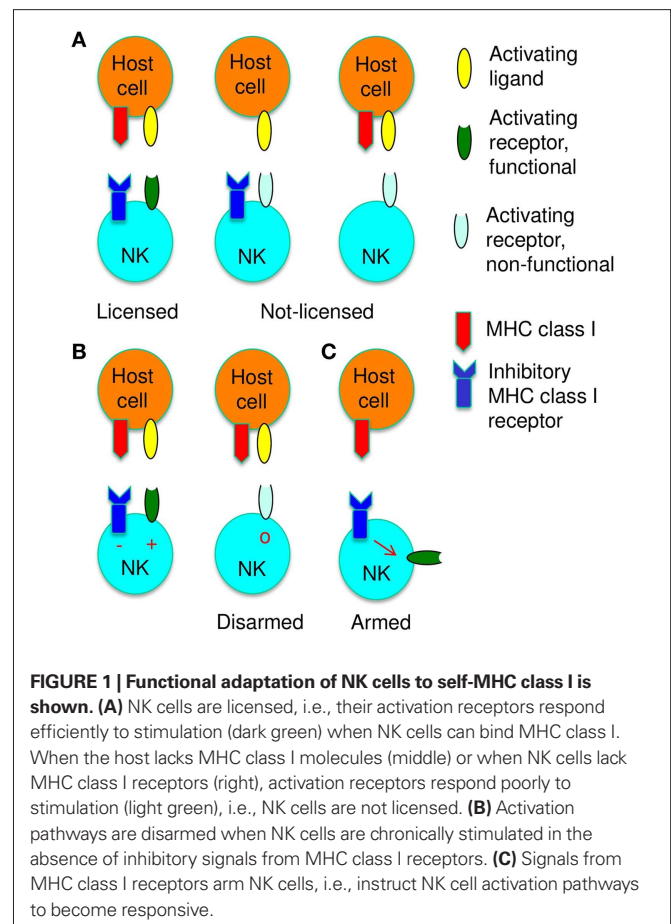 A
Host
cell
Host
cell
Host
cell
NK
NK
NK
Licensed
Not-licensed
Activating
ligand
Activating
receptor,
functional
Activating
receptor,
non-functional
MHC class I
Inhibitory
MHC class I
receptor
B
Host
cell
Host
cell
C
Host
cell
- +
NK
o
NK
NK
Disarmed
Armed
FIGURE 1 | Functional adaptation of NK cells to self-MHC class I is
shown. (A) NK cells are licensed, i.e., their activation receptors respond
efficiently to stimulation (dark green) when NK cells can bind MHC class I.
When the host lacks MHC class I molecules (middle) or when NK cells lack
MHC class I receptors (right), activation receptors respond poorly to
stimulation (light green), i.e., NK cells are not licensed. (B) Activation
pathways are disarmed when NK cells are chronically stimulated in the
absence of inhibitory signals from MHC class I receptors. (C) Signals from
MHC class I receptors arm NK cells, i.e., instruct NK cell activation pathways
to become responsive.